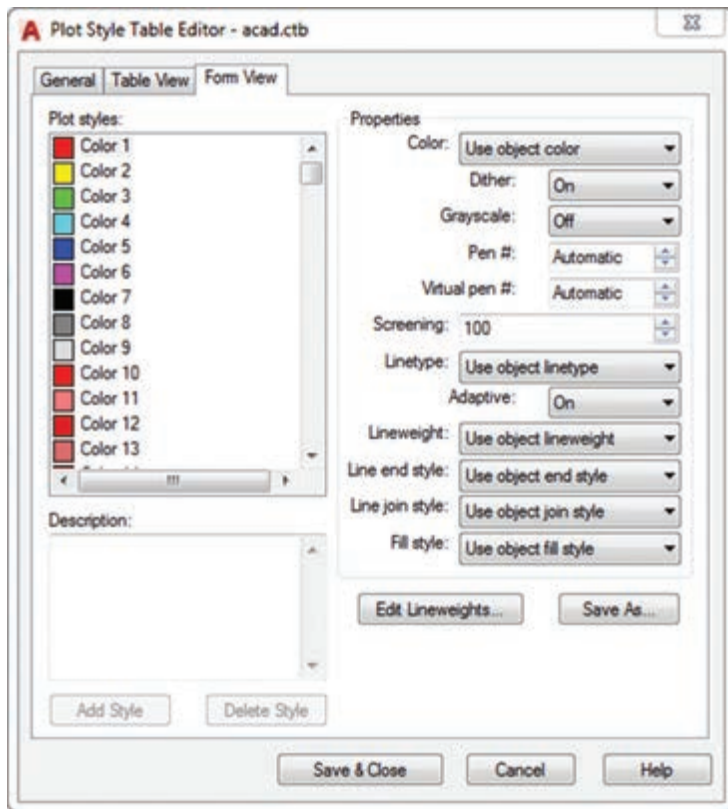 Plot Style Table Editor - acad.ctb
General Table View Form View
Plot styles:
Color 1
Color 2
Color 3
Color 4
Color 5
Color 6
Color 7
Color 8
Color 9
Color 10
Color 11
Color 12
Color 13
Description:
Add Style Delete Style
Properties
Color: Use object color
Dither: On
Grayscale: Off
Pen #: Automatic
Virtual pen #: Automatic
Screening: 100
Linetype: Use object linetype
Adaptive: On
Lineweight: Use object lineweight
Line end style: Use object end style
Line join style: Use object join style
Fill style: Use object fill style
Edit Lineweights... Save As...
Save & Close Cancel Help